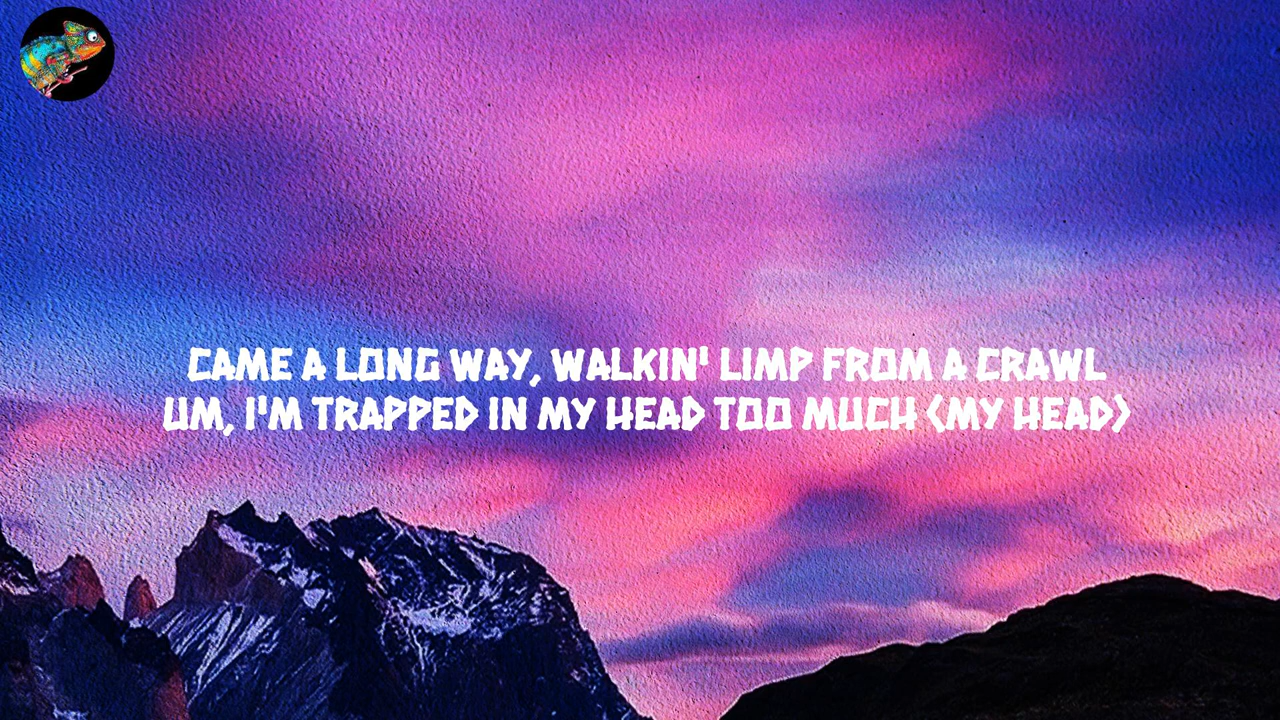 CAME A LONG WAY, WALKIN' LIMP FROM A CRAWL
UM, I'M TRAPPED IN MY HEAD TOO MUCH (MY HEAD)